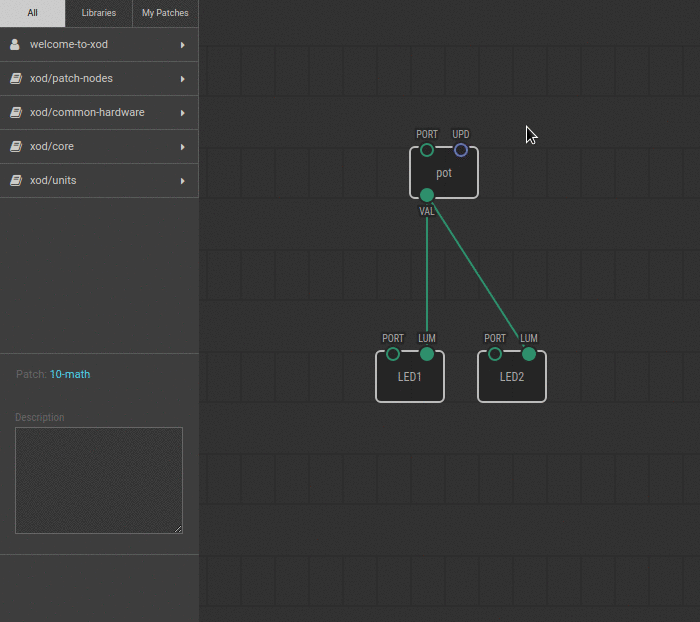 All Libraries My Patches
welcome-to-xod
xod/patch-nodes
xod/common-hardware
xod/core
xod/units
Patch: 10-math
Description
PORT UPD
pot
VAL
PORT LUM PORT LUM
LED1 LED2